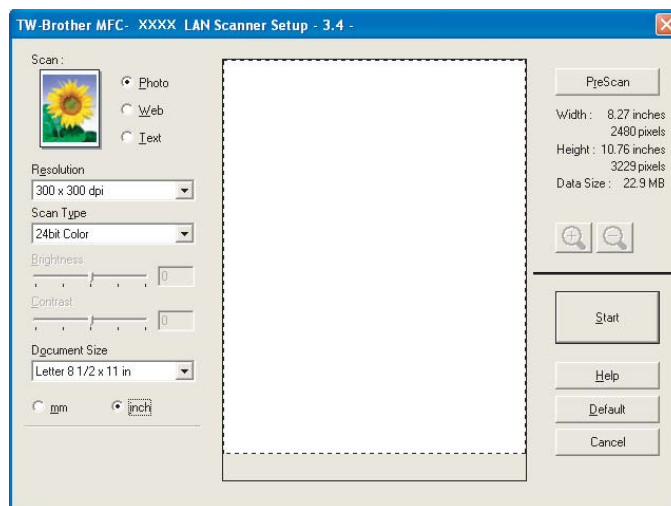 TW-Brother MFC- XXXX LAN Scanner Setup - 3.4 -
Scan :
Photo
Web
Text
Resolution
300 x 300 dpi
Scan Type
24bit Color
Brightness
0
Contrast
0
Document Size
Letter 8 1/2 x 11 in
mm
inch
PreScan
Width : 8.27 inches
2480 pixels
Height : 10.76 inches
3229 pixels
Data Size : 22.9 MB
Start
Help
Default
Cancel